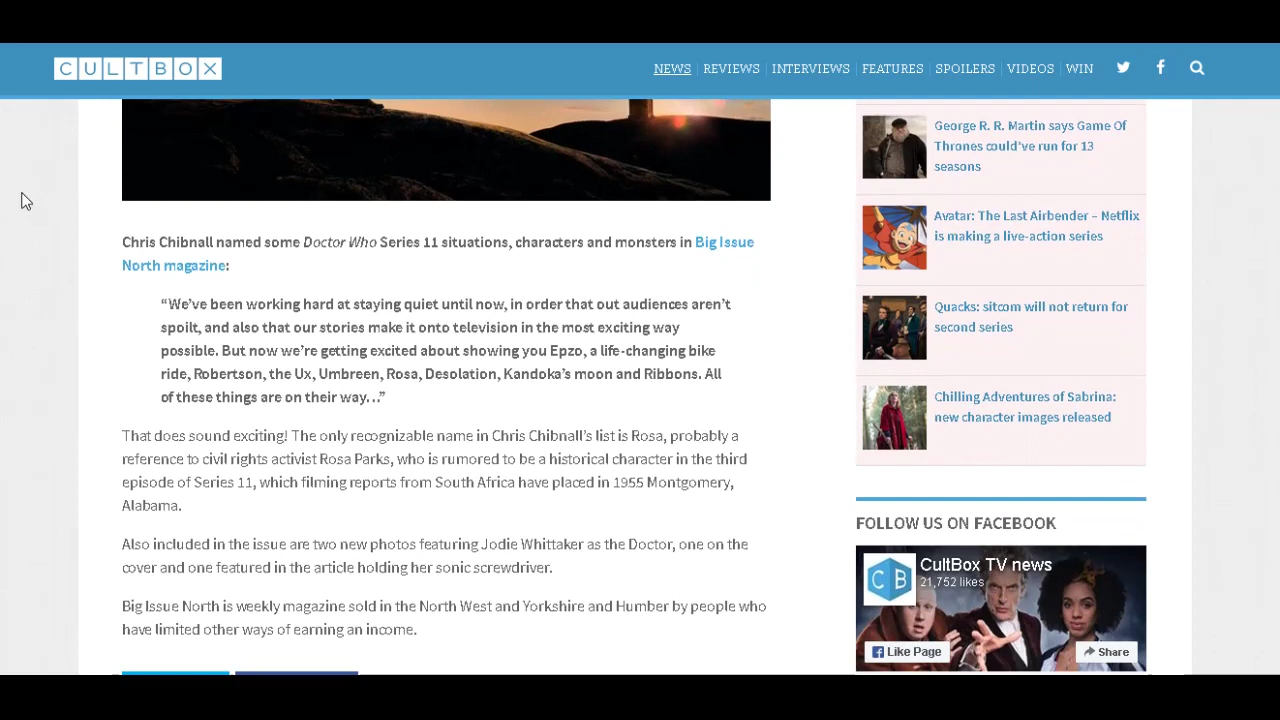 CULTBOX
NEWS
REVIEWS
INTERVIEWS
FEATURES
SPOILERS
VIDEOS
WIN
Chris Chibnall named some Doctor Who Series 11 situations, characters and monsters in Big Issue
North magazine:
“We’ve been working hard at staying quiet until now, in order that out audiences aren’t
spoilt, and also that our stories make it onto television in the most exciting way
possible. But now we’re getting excited about showing you Epzo, a life-changing bike
ride, Robertson, the Ux, Umbreen, Rosa, Desolation, Kandoka’s moon and Ribbons. All
of these things are on their way…”
That does sound exciting! The only recognizable name in Chris Chibnall’s list is Rosa, probably a
reference to civil rights activist Rosa Parks, who is rumored to be a historical character in the third
episode of Series 11, which filming reports from South Africa have placed in 1955 Montgomery,
Alabama.
Also included in the issue are two new photos featuring Jodie Whittaker as the Doctor, one on the
cover and one featured in the article holding her sonic screwdriver.
Big Issue North is weekly magazine sold in the North West and Yorkshire and Humber by people who
have limited other ways of earning an income.
George R. R. Martin says Game Of
Thrones could’ve run for 13
seasons
Avatar: The Last Airbender – Netflix
is making a live-action series
Quacks: sitcom will not return for
second series
Chilling Adventures of Sabrina:
new character images released
FOLLOW US ON FACEBOOK
CB
CultBox TV news
21,752 likes
Like Page
Share